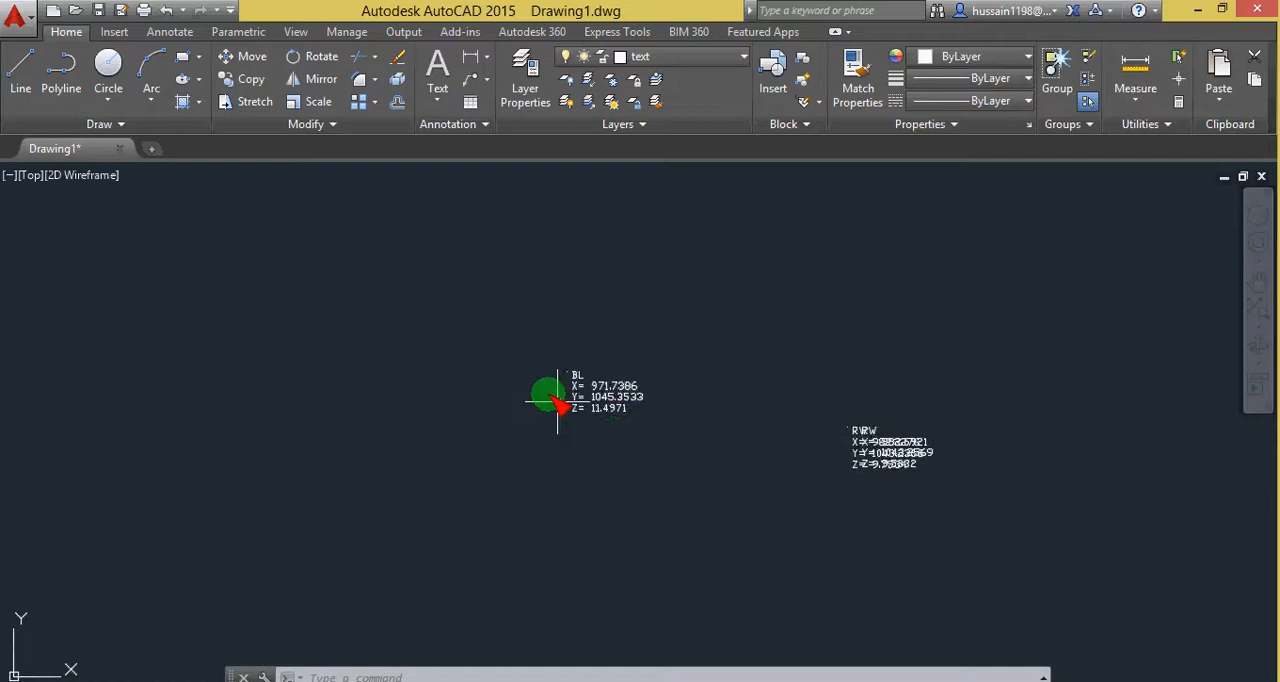 Autodesk AutoCAD 2015 Drawing1.dwg
Type a keyword or phrase
hussain1198@...
Home Insert Annotate Parametric View Manage Output Add-ins Autodesk 360 Express Tools BIM 360 Featured Apps
Line Polyline Circle Arc
Move Rotate
Copy Mirror
Stretch Scale
Text
Layer Properties
text
Insert
Match Properties
ByLayer
ByLayer
ByLayer
Group
Measure
Paste
Draw Modify Annotation Layers Block Properties Groups Utilities Clipboard
Drawing1*
[−][Top][2D Wireframe]
BL
X= 971.7386
Y= 1045.3533
Z= 11.4971
RW
Y
X
Type a command